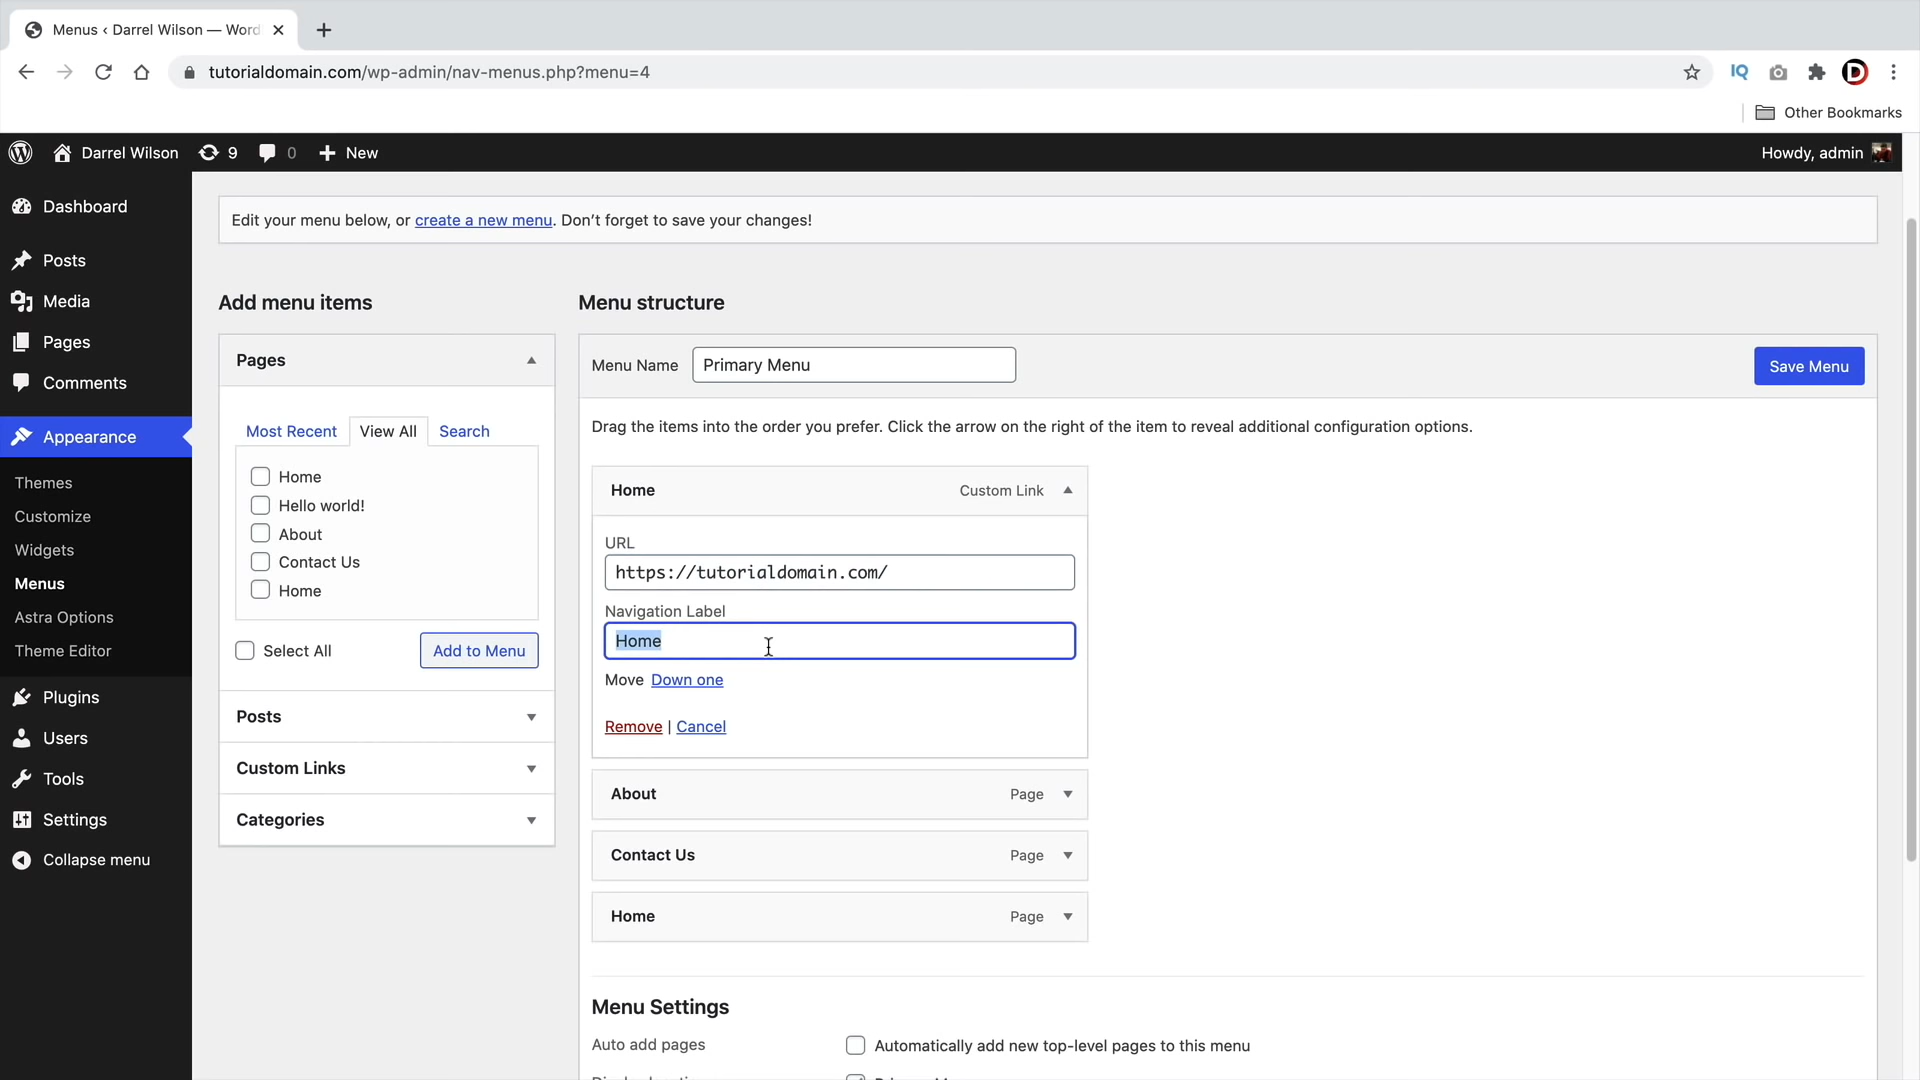 Menus ‹ Darrel Wilson — Word
tutorialdomain.com/wp-admin/nav-menus.php?menu=4
IQ
D
Other Bookmarks
Darrel Wilson 9 0 New Howdy, admin
Dashboard
Posts
Media
Pages
Comments
Appearance
Themes
Customize
Widgets
Menus
Astra Options
Theme Editor
Plugins
Users
Tools
Settings
Collapse menu
Edit your menu below, or create a new menu. Don’t forget to save your changes!
Add menu items
Pages
Most Recent View All Search
Home
Hello world!
About
Contact Us
Home
Select All Add to Menu
Posts
Custom Links
Categories
Menu structure
Menu Name Primary Menu Save Menu
Drag the items into the order you prefer. Click the arrow on the right of the item to reveal additional configuration options.
Home Custom Link
URL
https://tutorialdomain.com/
Navigation Label
Home
Move Down one
Remove | Cancel
About Page
Contact Us Page
Home Page
Menu Settings
Auto add pages Automatically add new top-level pages to this menu